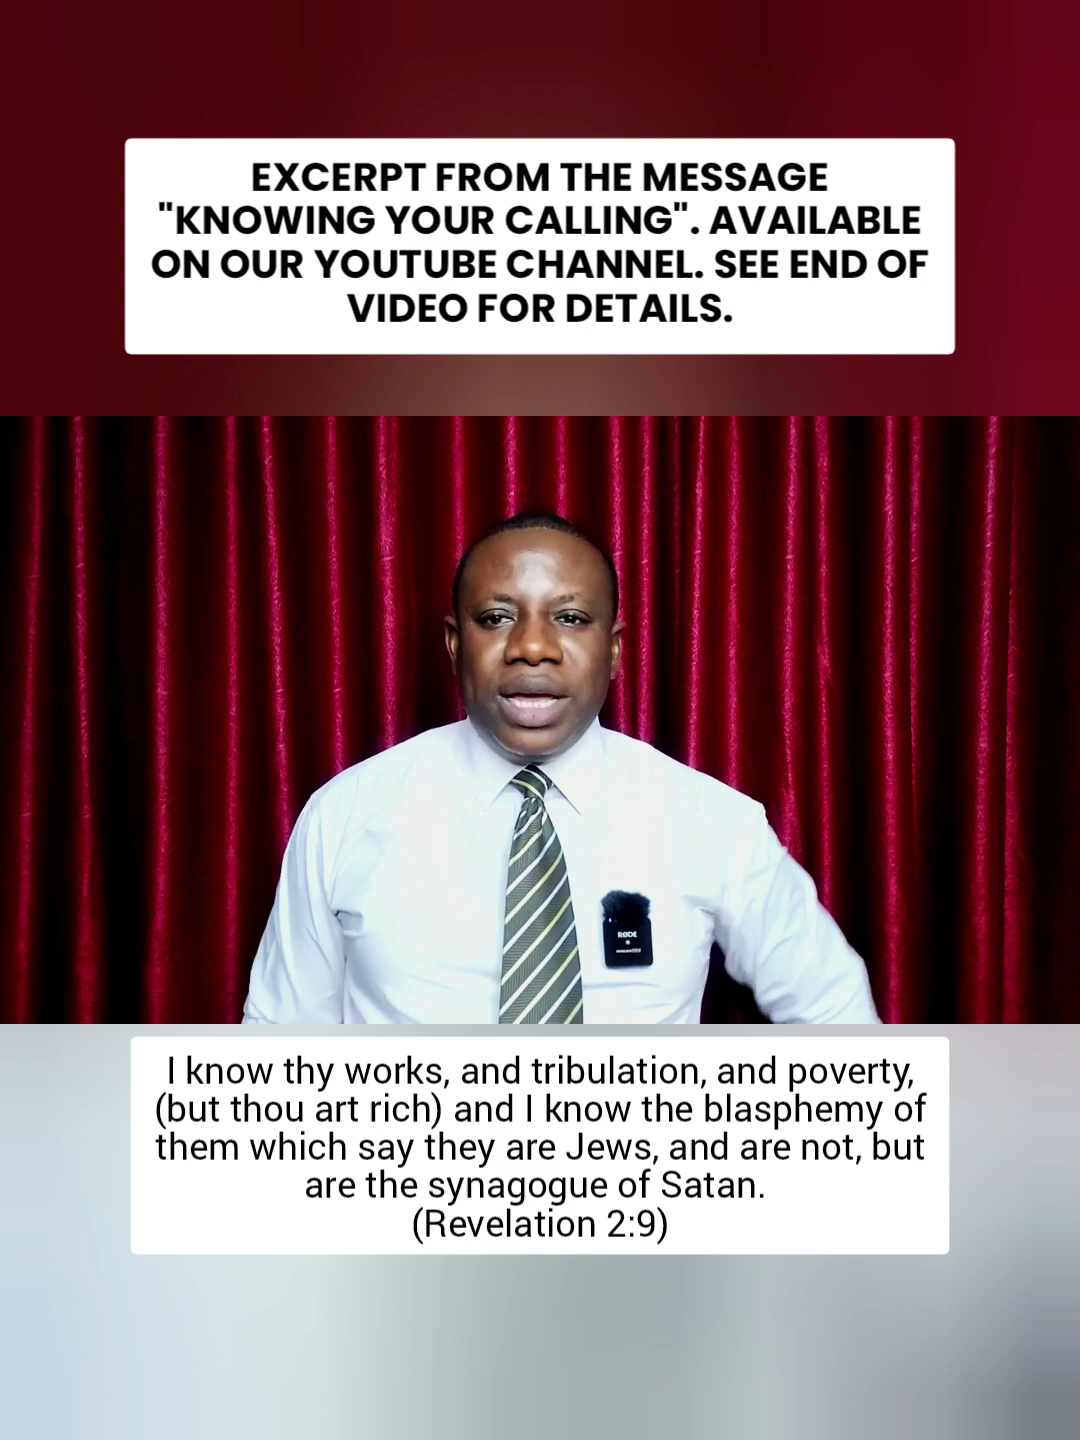 EXCERPT FROM THE MESSAGE
"KNOWING YOUR CALLING". AVAILABLE
ON OUR YOUTUBE CHANNEL. SEE END OF
VIDEO FOR DETAILS.
RØDE
I know thy works, and tribulation, and poverty,
(but thou art rich) and I know the blasphemy of
them which say they are Jews, and are not, but
are the synagogue of Satan.
(Revelation 2:9)